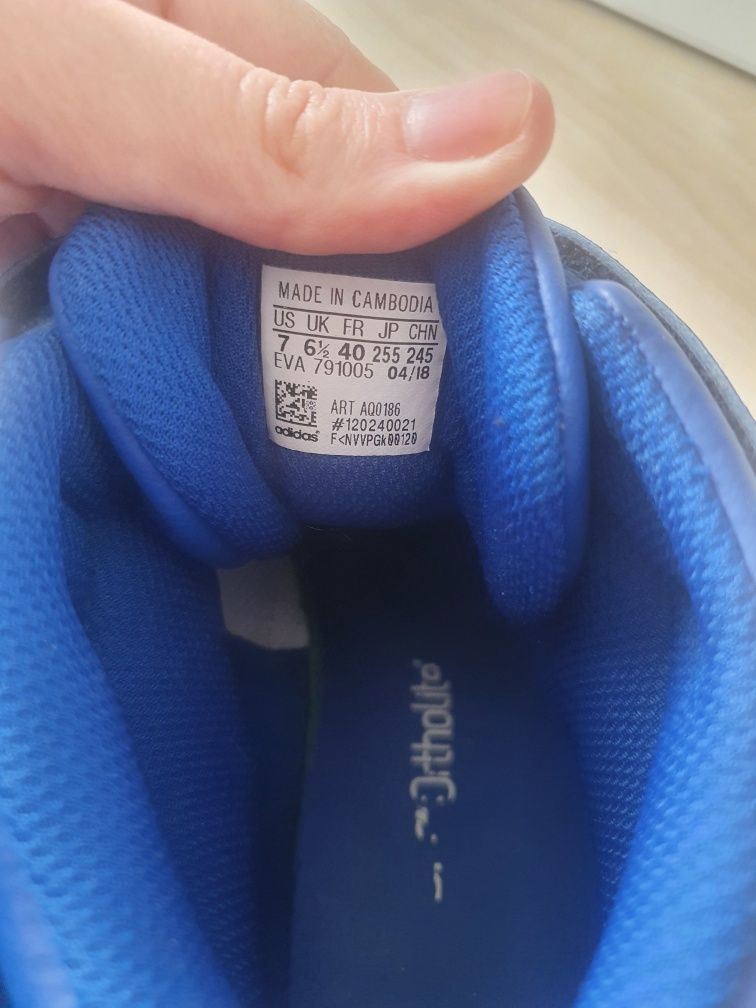 MADE IN CAMBODIA
US UK FR JP CHN
7 6½ 40 255 245
EVA 791005 04/18
ART AQ0186
#120240021
adidas
F<NVVPGk00120
Ortholite